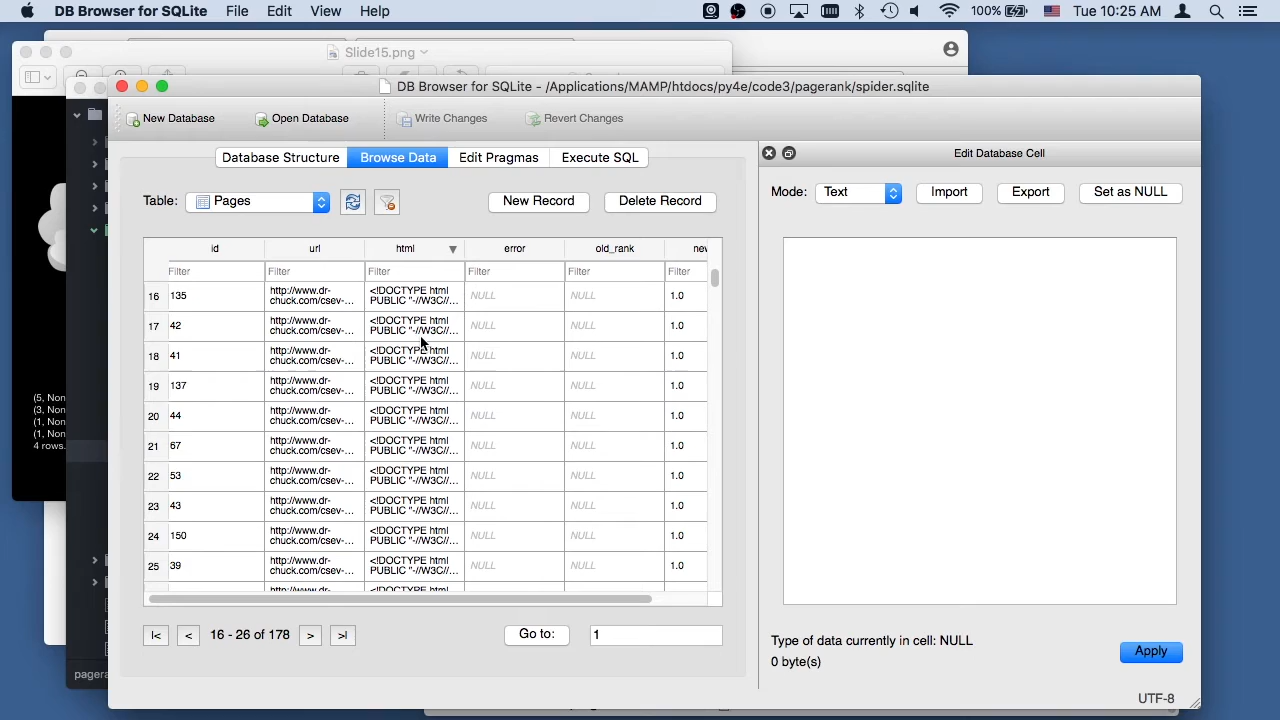 DB Browser for SQLite File Edit View Help 100% Tue 10:25 AM
Slide15.png
DB Browser for SQLite - /Applications/MAMP/htdocs/py4e/code3/pagerank/spider.sqlite
New Database Open Database Write Changes Revert Changes
Database Structure Browse Data Edit Pragmas Execute SQL
Edit Database Cell
Table: Pages New Record Delete Record
Mode: Text Import Export Set as NULL
id url html error old_rank new
Filter Filter Filter Filter Filter Filter
16 135 http://www.dr- <!DOCTYPE html NULL NULL 1.0
chuck.com/csev-... PUBLIC "-//W3C//...
17 42 http://www.dr- <!DOCTYPE html NULL NULL 1.0
chuck.com/csev-... PUBLIC "-//W3C//...
18 41 http://www.dr- <!DOCTYPE html NULL NULL 1.0
chuck.com/csev-... PUBLIC "-//W3C//...
19 137 http://www.dr- <!DOCTYPE html NULL NULL 1.0
chuck.com/csev-... PUBLIC "-//W3C//...
20 44 http://www.dr- <!DOCTYPE html NULL NULL 1.0
chuck.com/csev-... PUBLIC "-//W3C//...
21 67 http://www.dr- <!DOCTYPE html NULL NULL 1.0
chuck.com/csev-... PUBLIC "-//W3C//...
22 53 http://www.dr- <!DOCTYPE html NULL NULL 1.0
chuck.com/csev-... PUBLIC "-//W3C//...
23 43 http://www.dr- <!DOCTYPE html NULL NULL 1.0
chuck.com/csev-... PUBLIC "-//W3C//...
24 150 http://www.dr- <!DOCTYPE html NULL NULL 1.0
chuck.com/csev-... PUBLIC "-//W3C//...
25 39 http://www.dr- <!DOCTYPE html NULL NULL 1.0
chuck.com/csev-... PUBLIC "-//W3C//...
(5, Non
(3, Non
(1, Non
(1, Non
4 rows.
|< < 16 - 26 of 178 > >| Go to: 1
Type of data currently in cell: NULL
0 byte(s)
Apply
pagera
UTF-8